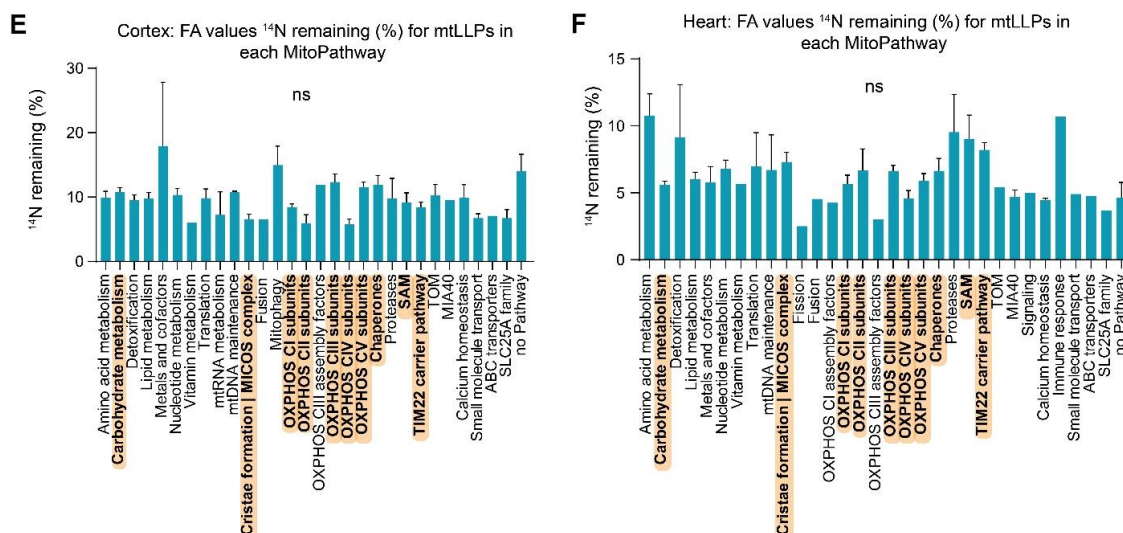 E
Cortex: FA values ¹⁴N remaining (%) for mtLLPs in
each MitoPathway
¹⁴N remaining (%)
30
20
10
0
ns
Amino acid metabolism
Carbohydrate metabolism
Detoxification
Lipid metabolism
Metals and cofactors
Nucleotide metabolism
Vitamin metabolism
Translation
mtRNA metabolism
mtDNA maintenance
Cristae formation | MICOS complex
Fusion
Mitophagy
OXPHOS CI subunits
OXPHOS CII subunits
OXPHOS CIII assembly factors
OXPHOS CIII subunits
OXPHOS CIV subunits
OXPHOS CV subunits
Chaperones
Proteases
SAM
TIM22 carrier pathway
TOM
MIA40
Calcium homeostasis
Small molecule transport
ABC transporters
SLC25A family
no Pathway
F
Heart: FA values ¹⁴N remaining (%) for mtLLPs in
each MitoPathway
¹⁴N remaining (%)
15
10
5
0
ns
Amino acid metabolism
Carbohydrate metabolism
Detoxification
Lipid metabolism
Metals and cofactors
Nucleotide metabolism
Vitamin metabolism
Translation
mtDNA maintenance
Cristae formation | MICOS complex
Fission
Fusion
OXPHOS CI assembly factors
OXPHOS CI subunits
OXPHOS CII subunits
OXPHOS CIII assembly factors
OXPHOS CIII subunits
OXPHOS CIV subunits
OXPHOS CV subunits
Chaperones
Proteases
SAM
TIM22 carrier pathway
TOM
MIA40
Signaling
Calcium homeostasis
Immune response
Small molecule transport
ABC transporters
SLC25A family
no Pathway